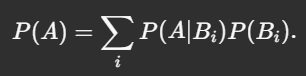 P(A) = ∑_i P(A|B_i)P(B_i).